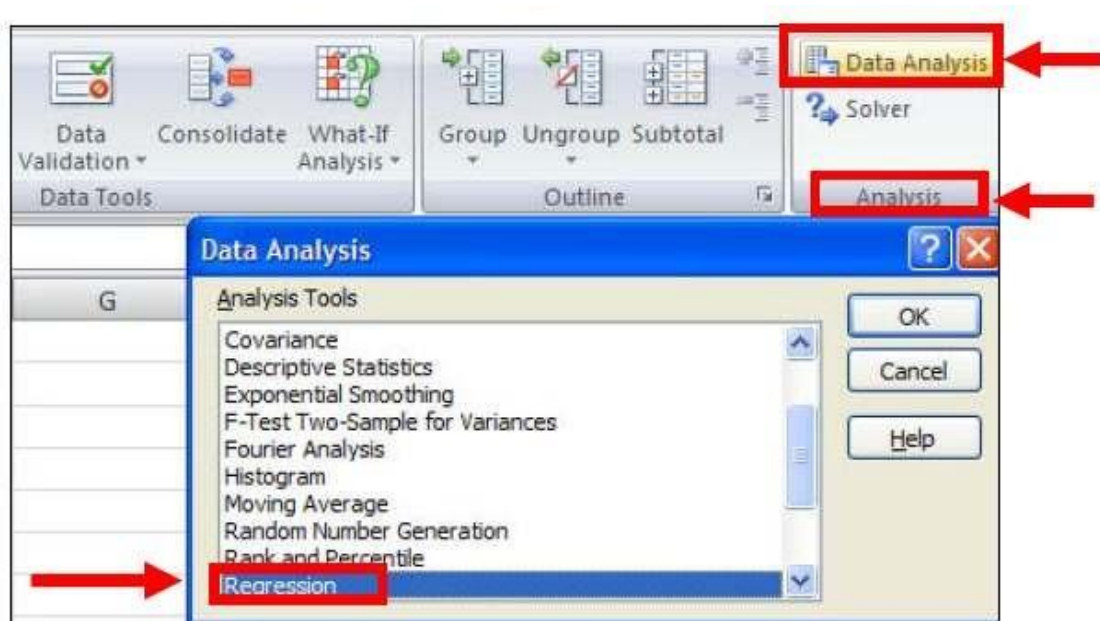 Data Analysis
Solver
Data
Validation
Consolidate
What-If
Analysis
Group
Ungroup
Subtotal
Data Tools
Outline
Analysis
Data Analysis
G
Analysis Tools
Covariance
Descriptive Statistics
Exponential Smoothing
F-Test Two-Sample for Variances
Fourier Analysis
Histogram
Moving Average
Random Number Generation
Rank and Percentile
Regression
OK
Cancel
Help